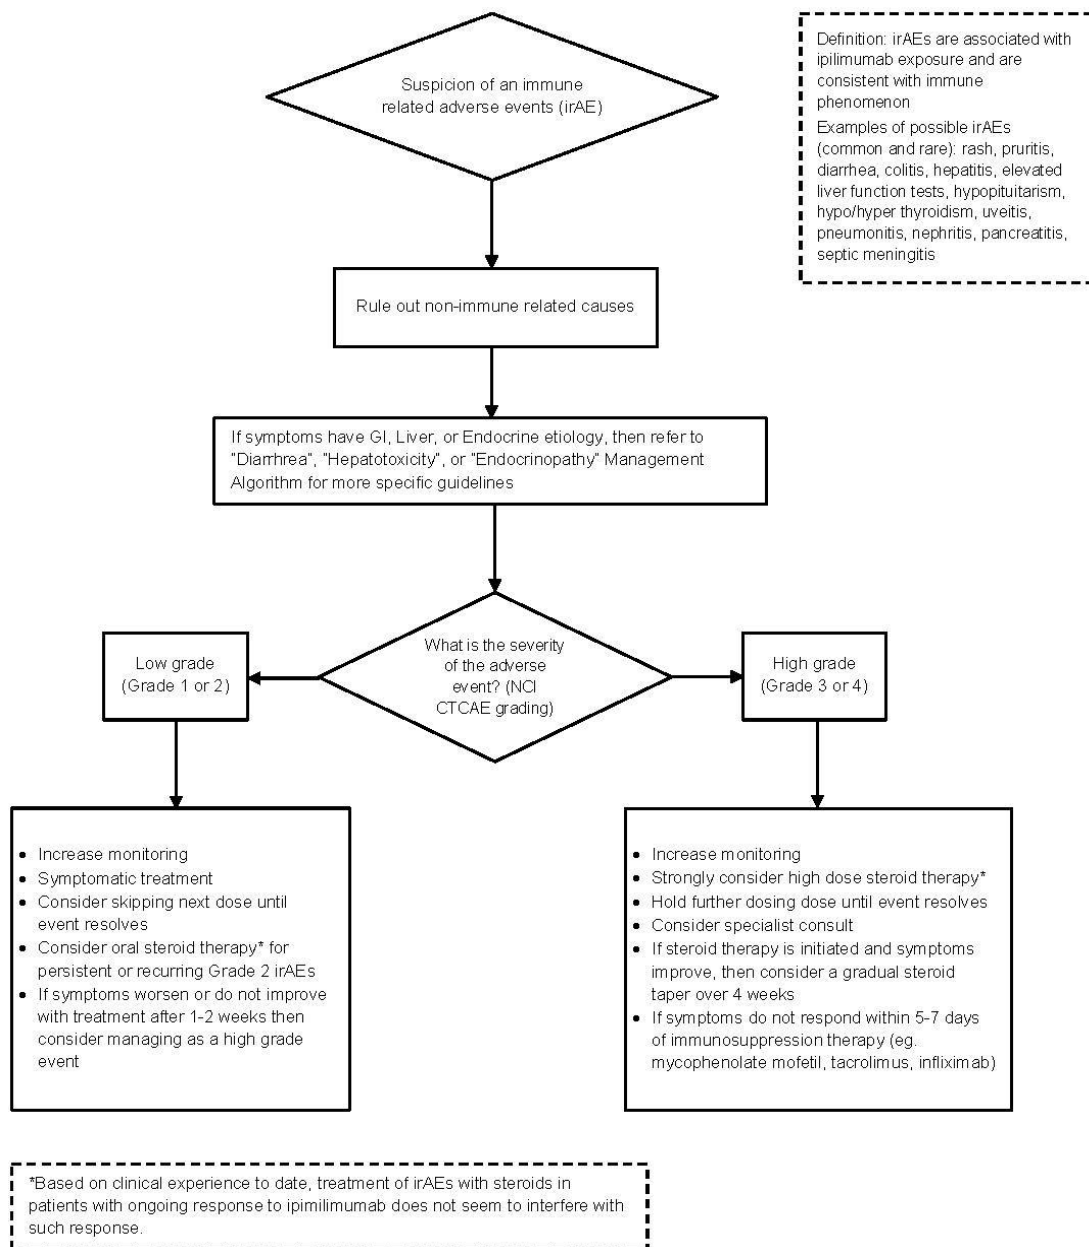 Suspicion of an immune
related adverse events (irAE)
Definition: irAEs are associated with
ipilimumab exposure and are
consistent with immune
phenomenon
Examples of possible irAEs
(common and rare): rash, pruritis,
diarrhea, colitis, hepatitis, elevated
liver function tests, hypopituitarism,
hypo/hyper thyroidism, uveitis,
pneumonitis, nephritis, pancreatitis,
septic meningitis
Rule out non-immune related causes
If symptoms have GI, Liver, or Endocrine etiology, then refer to
"Diarrhrea", "Hepatotoxicity", or "Endocrinopathy" Management
Algorithm for more specific guidelines
What is the severity
of the adverse
event? (NCI
CTCAE grading)
Low grade
(Grade 1 or 2)
High grade
(Grade 3 or 4)
• Increase monitoring
• Symptomatic treatment
• Consider skipping next dose until
event resolves
• Consider oral steroid therapy* for
persistent or recurring Grade 2 irAEs
• If symptoms worsen or do not improve
with treatment after 1-2 weeks then
consider managing as a high grade
event
• Increase monitoring
• Strongly consider high dose steroid therapy*
• Hold further dosing dose until event resolves
• Consider specialist consult
• If steroid therapy is initiated and symptoms
improve, then consider a gradual steroid
taper over 4 weeks
• If symptoms do not respond within 5-7 days
of immunosuppression therapy (eg.
mycophenolate mofetil, tacrolimus, infliximab)
*Based on clinical experience to date, treatment of irAEs with steroids in
patients with ongoing response to ipimilimumab does not seem to interfere with
such response.